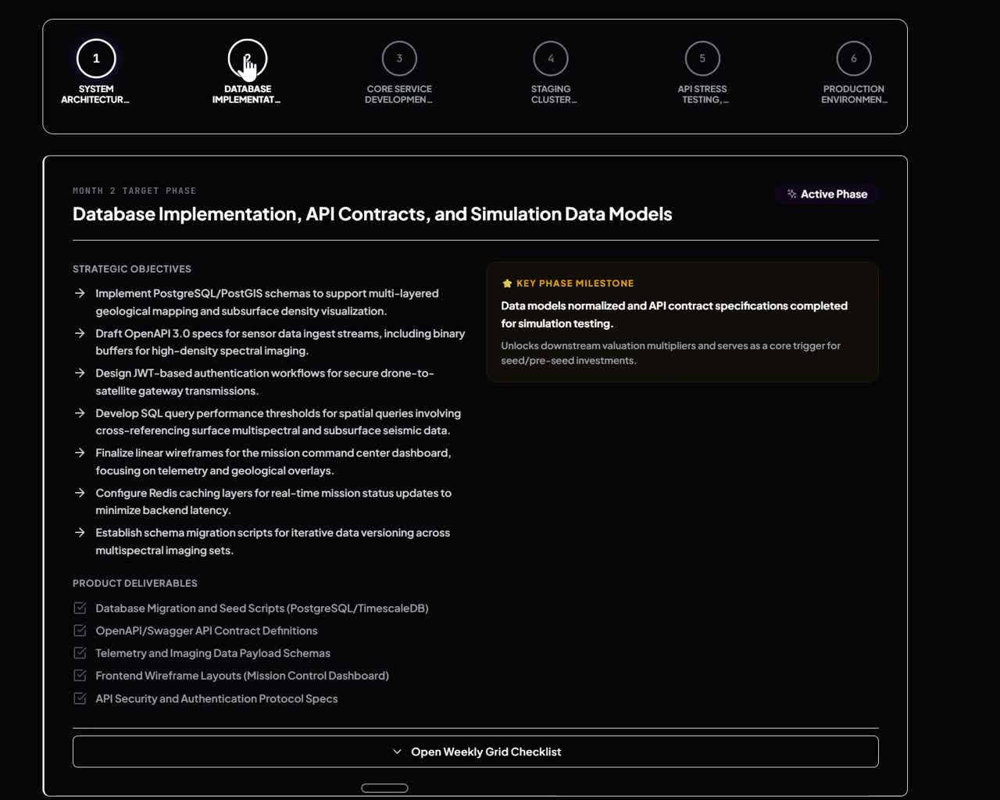 1
3
4
5
6
SYSTEM
ARCHITECTUR...
DATABASE
IMPLEMENTAT...
CORE SERVICE
DEVELOPMEN...
STAGING
CLUSTER...
API STRESS
TESTING,...
PRODUCTION
ENVIRONMEN...
MONTH 2 TARGET PHASE
Active Phase
Database Implementation, API Contracts, and Simulation Data Models
STRATEGIC OBJECTIVES
Implement PostgreSQL/PostGIS schemas to support multi-layered
geological mapping and subsurface density visualization.
Draft OpenAPI 3.0 specs for sensor data ingest streams, including binary
buffers for high-density spectral imaging.
Design JWT-based authentication workflows for secure drone-to-
satellite gateway transmissions.
Develop SQL query performance thresholds for spatial queries involving
cross-referencing surface multispectral and subsurface seismic data.
Finalize linear wireframes for the mission command center dashboard,
focusing on telemetry and geological overlays.
Configure Redis caching layers for real-time mission status updates to
minimize backend latency.
Establish schema migration scripts for iterative data versioning across
multispectral imaging sets.
PRODUCT DELIVERABLES
Database Migration and Seed Scripts (PostgreSQL/TimescaleDB)
OpenAPI/Swagger API Contract Definitions
Telemetry and Imaging Data Payload Schemas
Frontend Wireframe Layouts (Mission Control Dashboard)
API Security and Authentication Protocol Specs
KEY PHASE MILESTONE
Data models normalized and API contract specifications completed
for simulation testing.
Unlocks downstream valuation multipliers and serves as a core trigger for
seed/pre-seed investments.
Open Weekly Grid Checklist